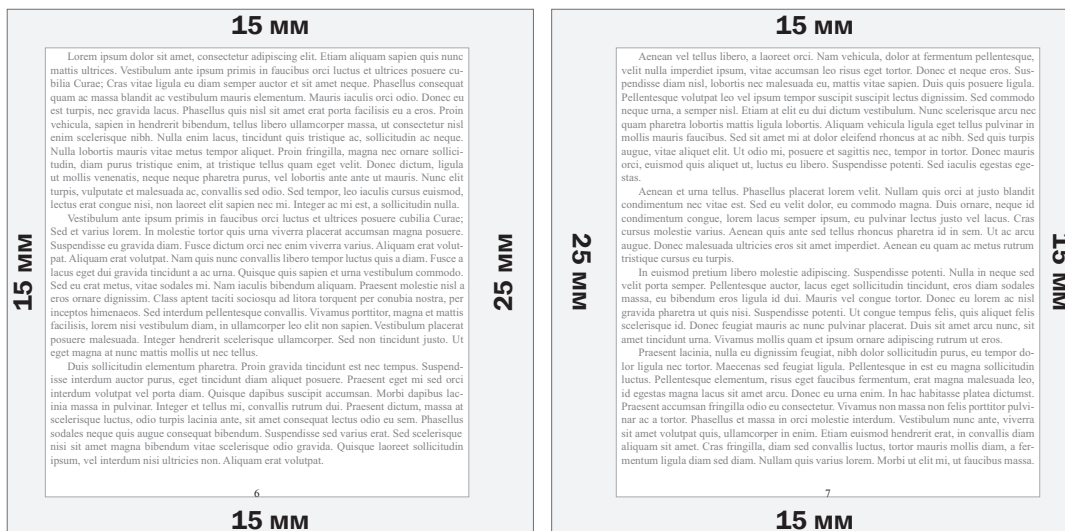 15 мм
Lorem ipsum dolor sit amet, consectetur adipiscing elit. Etiam aliquam sapien quis nunc
mattis ultrices. Vestibulum ante ipsum primis in faucibus orci luctus et ultrices posuere cu-
bilia Curae; Cras vitae ligula eu diam semper auctor et sit amet neque. Phasellus consequat
quam ac massa blandit ac vestibulum mauris elementum. Mauris iaculis orci odio. Donec eu
est turpis, nec gravida lacus. Phasellus quis nisl sit amet erat porta facilisis eu a eros. Proin
vehicula, sapien in hendrerit bibendum, tellus libero ullamcorper massa, ut consectetur nisl
enim scelerisque nibh. Nulla enim lacus, tincidunt quis tristique ac, sollicitudin ac neque.
Nulla lobortis mauris vitae metus tempor aliquet. Proin fringilla, magna nec ornare sollici-
tudin, diam purus tristique enim, at tristique tellus quam eget velit. Donec dictum, ligula
ut mollis venenatis, neque neque pharetra purus, vel lobortis ante ante ut mauris. Nunc elit
turpis, vulputate et malesuada ac, convallis sed odio. Sed tempor, leo iaculis cursus euismod,
lectus erat congue nisi, non laoreet elit sapien nec mi. Integer ac mi est, a sollicitudin nulla.
Vestibulum ante ipsum primis in faucibus orci luctus et ultrices posuere cubilia Curae;
Sed et varius lorem. In molestie tortor quis urna viverra placerat accumsan magna posuere.
Suspendisse eu gravida diam. Fusce dictum orci nec enim viverra varius. Aliquam erat volut-
pat. Aliquam erat volutpat. Nam quis nunc convallis libero tempor luctus quis a diam. Fusce a
lacus eget dui gravida tincidunt a ac urna. Quisque quis sapien et urna vestibulum commodo.
Sed eu erat metus, vitae sodales mi. Nam iaculis bibendum aliquam. Praesent molestie nisl a
eros ornare dignissim. Class aptent taciti sociosqu ad litora torquent per conubia nostra, per
inceptos himenaeos. Sed interdum pellentesque convallis. Vivamus porttitor, magna et mattis
facilisis, lorem nisi vestibulum diam, in ullamcorper leo elit non sapien. Vestibulum placerat
posuere malesuada. Integer hendrerit scelerisque ullamcorper. Sed non tincidunt justo. Ut
eget magna at nunc mattis mollis ut nec tellus.
Duis sollicitudin elementum pharetra. Proin gravida tincidunt est nec tempus. Suspend-
isse interdum auctor purus, eget tincidunt diam aliquet posuere. Praesent eget mi sed orci
interdum volutpat vel porta diam. Quisque dapibus suscipit accumsan. Morbi dapibus lac-
inia massa in pulvinar. Integer et tellus mi, convallis rutrum dui. Praesent dictum, massa at
scelerisque luctus, odio turpis lacinia ante, sit amet consequat lectus odio eu sem. Phasellus
sodales neque quis augue consequat bibendum. Suspendisse sed varius erat. Sed scelerisque
nisi sit amet magna bibendum vitae scelerisque odio gravida. Quisque laoreet sollicitudin
ipsum, vel interdum nisi ultricies non. Aliquam erat volutpat.
6
15 мм
25 мм
15 мм
15 мм
Aenean vel tellus libero, a laoreet orci. Nam vehicula, dolor at fermentum pellentesque,
velit nulla imperdiet ipsum, vitae accumsan leo risus eget tortor. Donec et neque eros. Sus-
pendisse diam nisl, lobortis nec malesuada eu, mattis vitae sapien. Duis quis posuere ligula.
Pellentesque volutpat leo vel ipsum tempor suscipit suscipit lectus dignissim. Sed commodo
neque urna, a semper nisl. Etiam at elit eu dui dictum vestibulum. Nunc scelerisque arcu nec
quam pharetra lobortis mattis ligula lobortis. Aliquam vehicula ligula eget tellus pulvinar in
mollis mauris faucibus. Sed sit amet mi at dolor eleifend rhoncus at ac nibh. Sed quis turpis
augue, vitae aliquet elit. Ut odio mi, posuere et sagittis nec, tempor in tortor. Donec mauris
orci, euismod quis aliquet ut, luctus eu libero. Suspendisse potenti. Sed iaculis egestas ege-
stas.
Aenean et urna tellus. Phasellus placerat lorem velit. Nullam quis orci at justo blandit
condimentum nec vitae est. Sed eu velit dolor, eu commodo magna. Duis ornare, neque id
condimentum congue, lorem lacus semper ipsum, eu pulvinar lectus justo vel lacus. Cras
cursus molestie varius. Aenean quis ante sed tellus rhoncus pharetra id in sem. Ut ac arcu
augue. Donec malesuada ultricies eros sit amet imperdiet. Aenean eu quam ac metus rutrum
tristique cursus eu turpis.
In euismod pretium libero molestie adipiscing. Suspendisse potenti. Nulla in neque sed
velit porta semper. Pellentesque auctor, lacus eget sollicitudin tincidunt, eros diam sodales
massa, eu bibendum eros ligula id dui. Mauris vel congue tortor. Donec eu lorem ac nisl
gravida pharetra ut quis nisi. Suspendisse potenti. Ut congue tempus felis, quis aliquet felis
scelerisque id. Donec feugiat mauris ac nunc pulvinar placerat. Duis sit amet arcu nunc, sit
amet tincidunt urna. Vivamus mollis quam et ipsum ornare adipiscing rutrum ut eros.
Praesent lacinia, nulla eu dignissim feugiat, nibh dolor sollicitudin purus, eu tempor do-
lor ligula nec tortor. Maecenas sed feugiat ligula. Pellentesque in est eu magna sollicitudin
luctus. Pellentesque elementum, risus eget faucibus fermentum, erat magna malesuada leo,
id egestas magna lacus sit amet arcu. Donec eu urna enim. In hac habitasse platea dictumst.
Praesent accumsan fringilla odio eu consectetur. Vivamus non massa non felis porttitor pulvi-
nar ac a tortor. Phasellus et massa in orci molestie interdum. Vestibulum nunc ante, viverra
sit amet volutpat quis, ullamcorper in enim. Etiam euismod hendrerit erat, in convallis diam
aliquam sit amet. Cras fringilla, diam sed convallis luctus, tortor mauris mollis diam, a fer-
mentum ligula diam sed diam. Nullam quis varius lorem. Morbi ut elit mi, ut faucibus massa.
7
25 мм
15 мм
15 мм